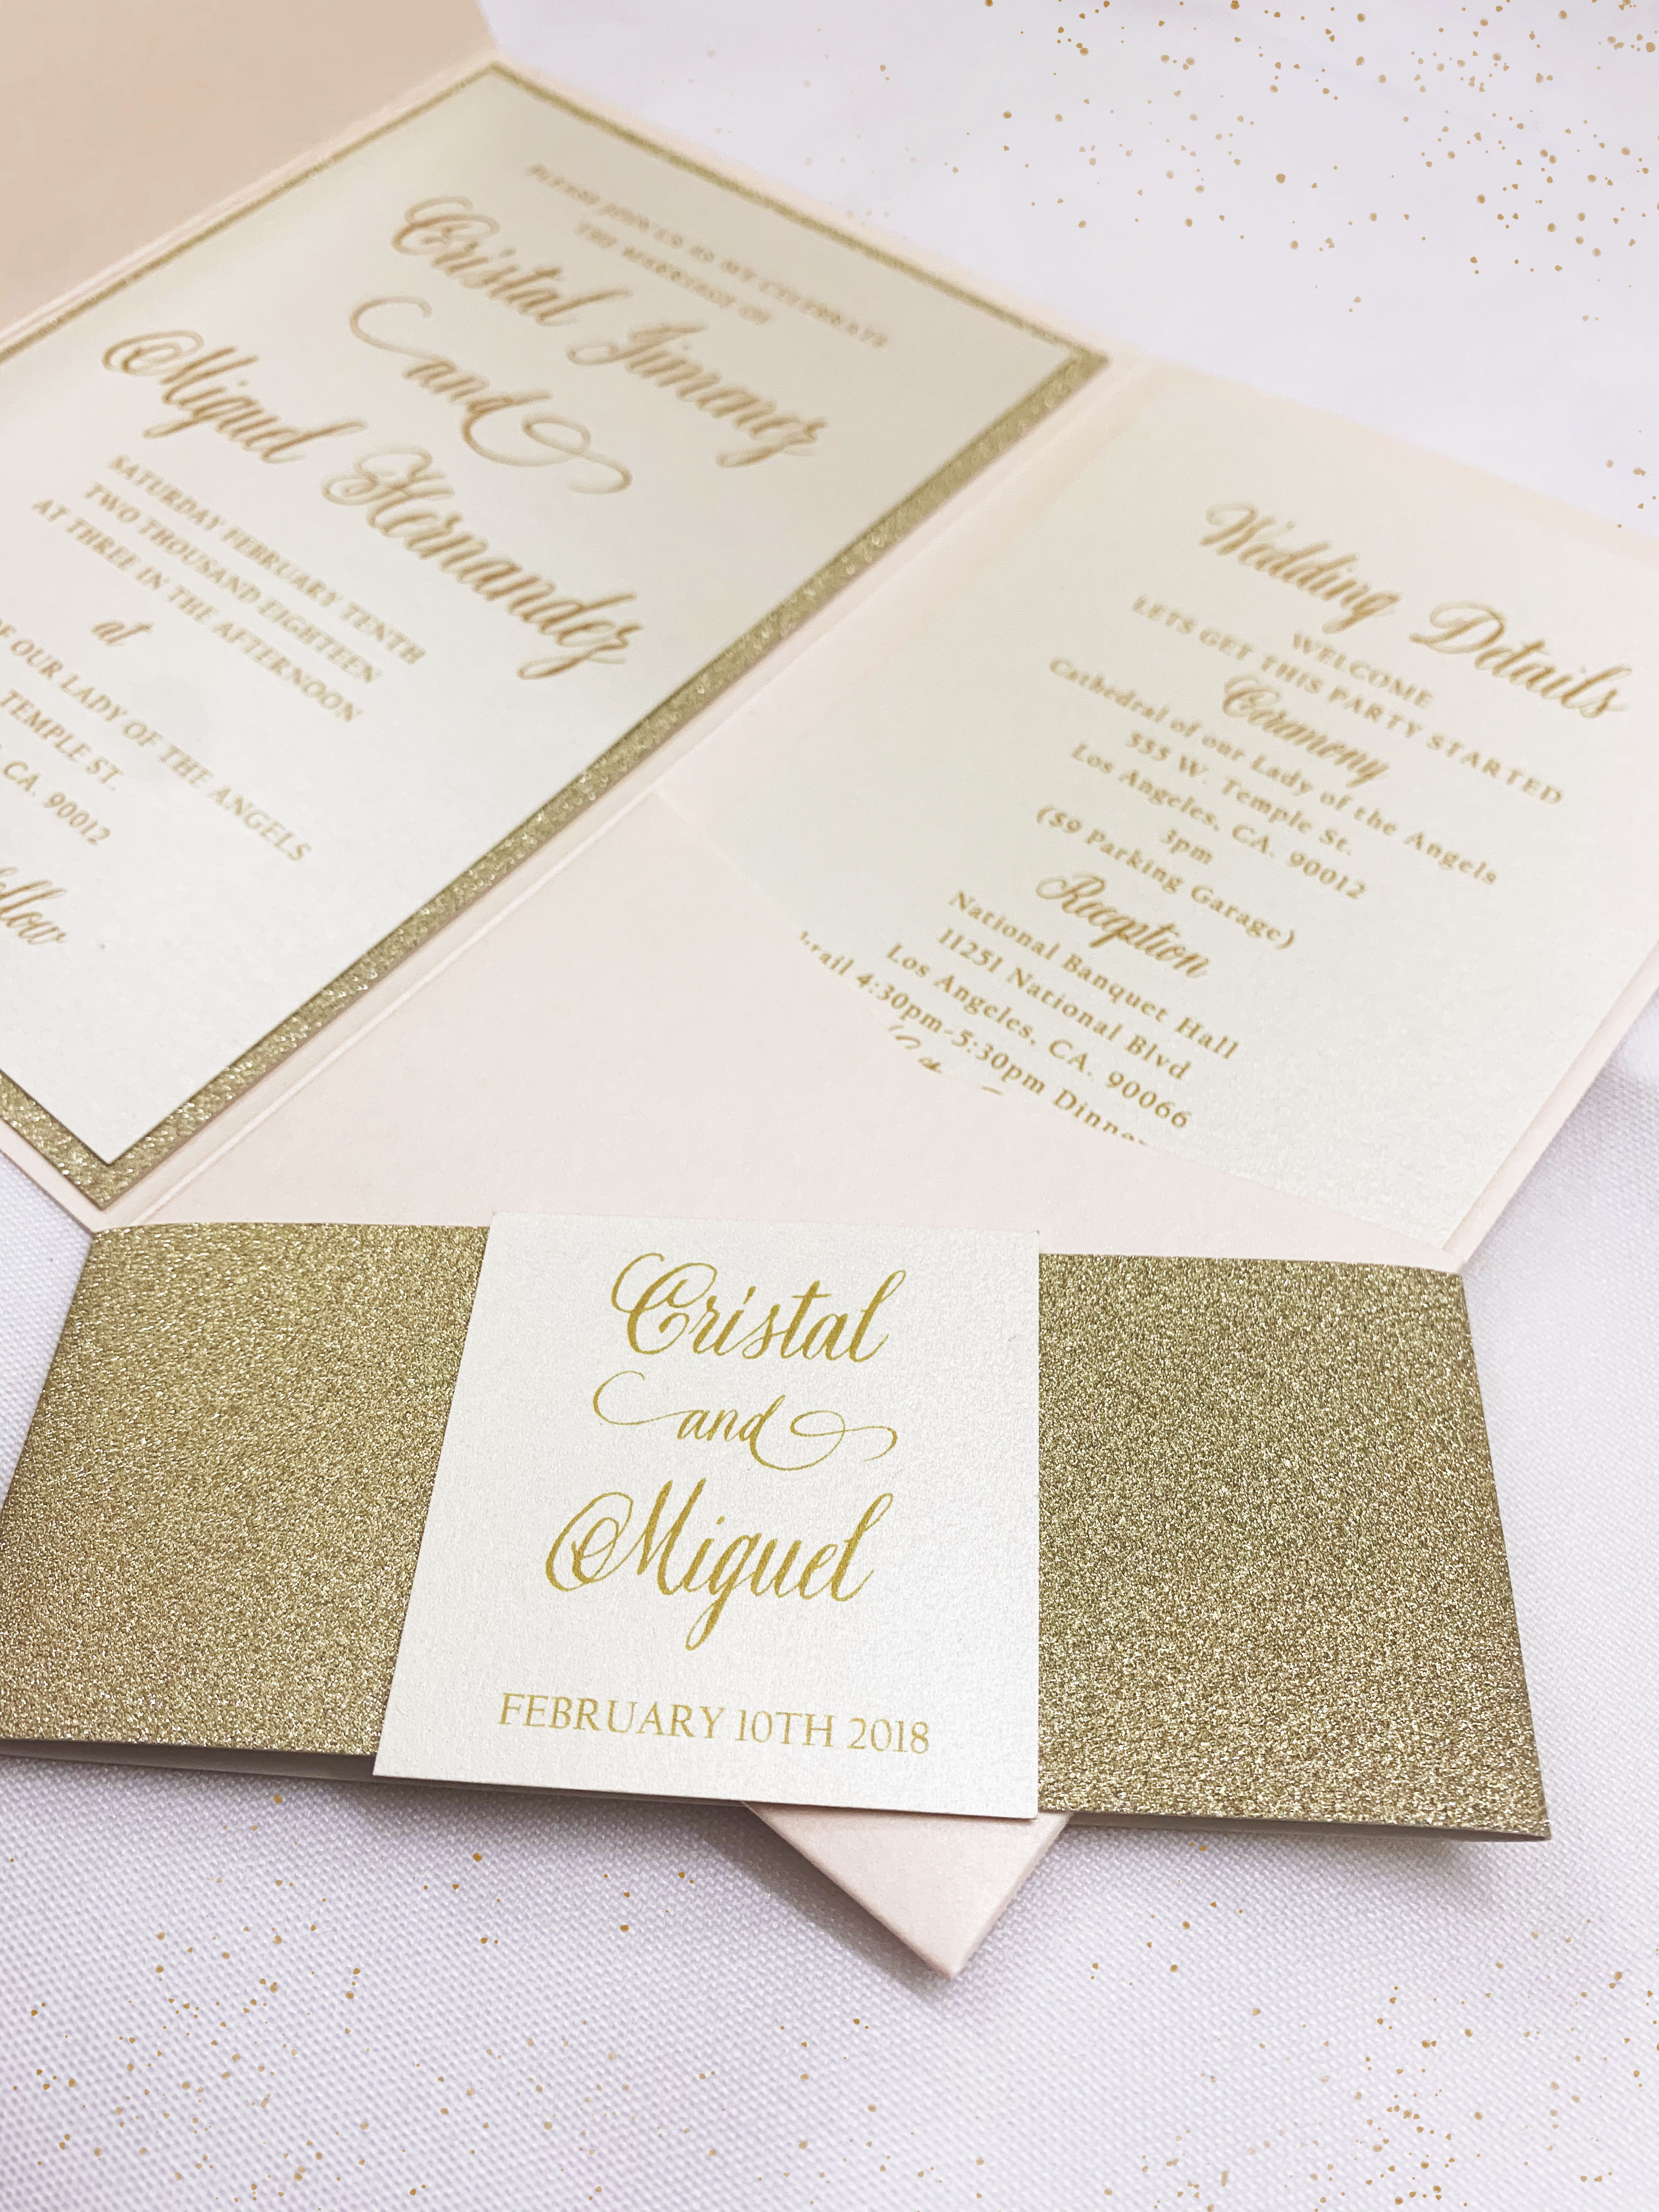 PLEASE JOIN US AS WE CELEBRATE
THE MARRIAGE OF
Cristal Jimenez
and
Miguel Hernandez
SATURDAY FEBRUARY TENTH
TWO THOUSAND EIGHTEEN
AT THREE IN THE AFTERNOON
at
OF OUR LADY OF THE ANGELS
TEMPLE ST.
CA. 90012
Wedding Details
WELCOME
LETS GET THIS PARTY STARTED
Ceremony
Cathedral of our Lady of the Angels
555 W. Temple St.
Los Angeles, CA. 90012
3pm
($9 Parking Garage)
Reception
National Banquet Hall
11251 National Blvd
Los Angeles, CA. 90066
4:30pm-5:30pm Dinner
Cristal
and
Miguel
FEBRUARY 10TH 2018